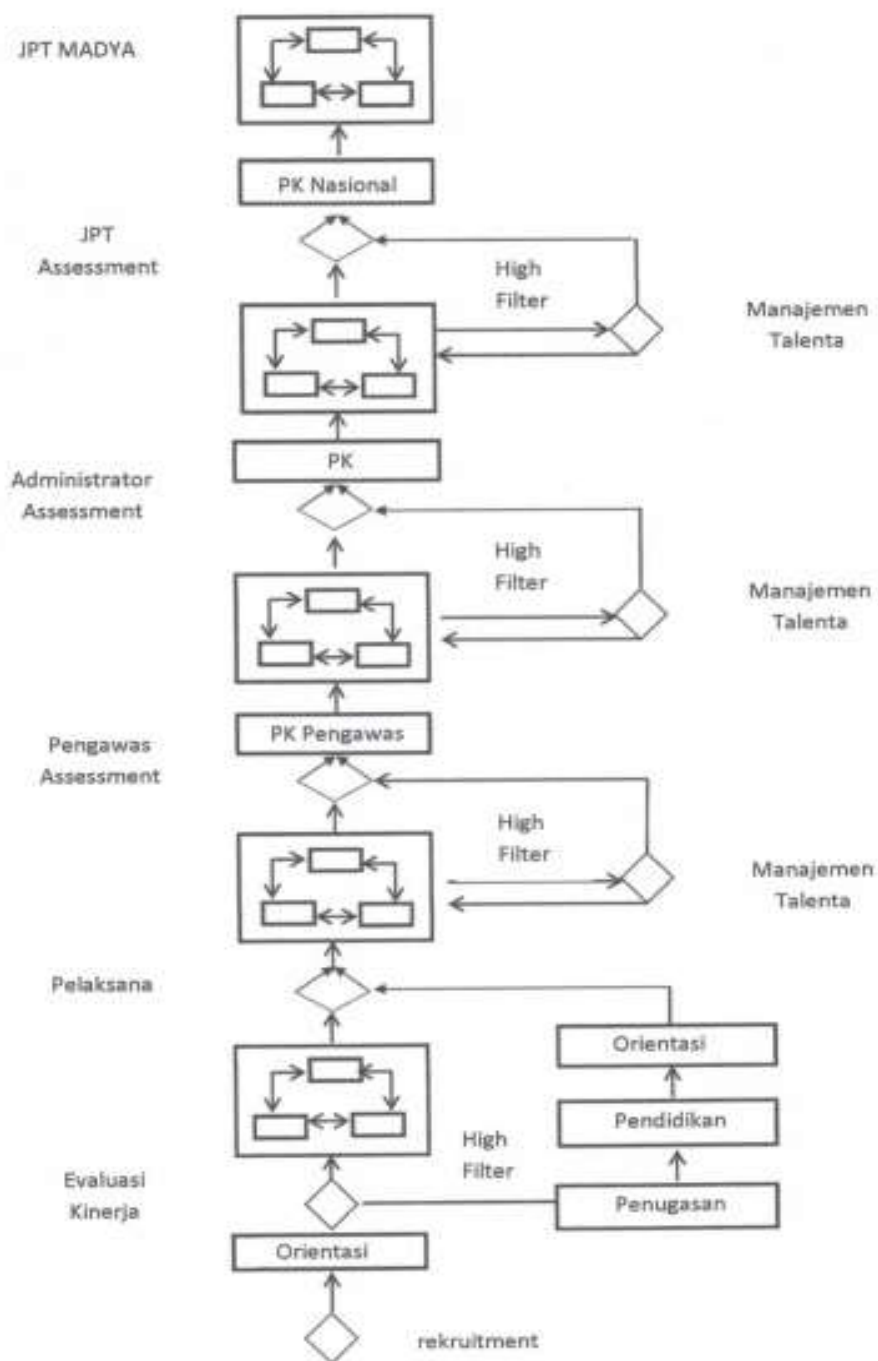 JPT MADYA
PK Nasional
JPT
Assessment
High
Filter
Manajemen
Talenta
PK
Administrator
Assessment
High
Filter
Manajemen
Talenta
PK Pengawas
Pengawas
Assessment
High
Filter
Manajemen
Talenta
Pelaksana
Orientasi
Pendidikan
High
Filter
Evaluasi
Kinerja
Penugasan
Orientasi
rekruitment